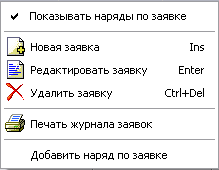 Показывать наряды по заявке
Новая заявка Ins
Редактировать заявку Enter
Удалить заявку Ctrl+Del
Печать журнала заявок
Добавить наряд по заявке